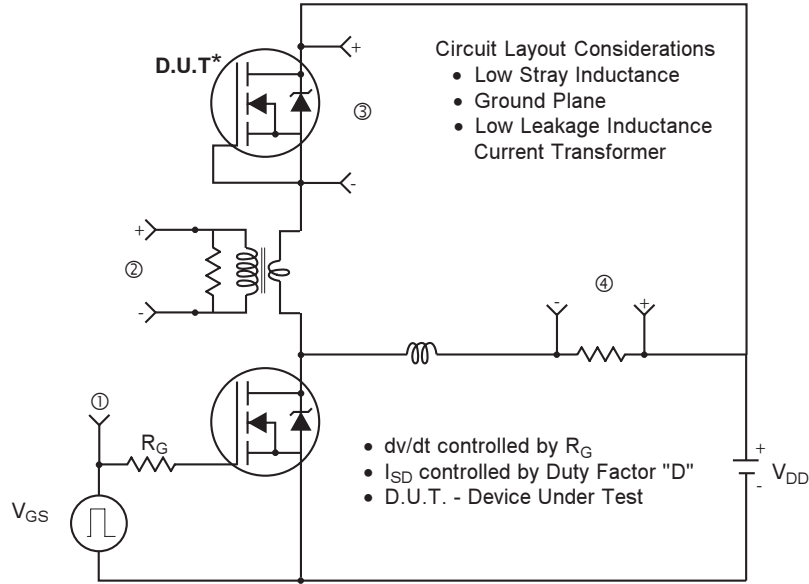 D.U.T*
+
③
-
Circuit Layout Considerations
• Low Stray Inductance
• Ground Plane
• Low Leakage Inductance
Current Transformer
+
②
-
④
-
+
①
R_G
V_GS
• dv/dt controlled by R_G
• I_SD controlled by Duty Factor "D"
• D.U.T. - Device Under Test
+
V_DD
-